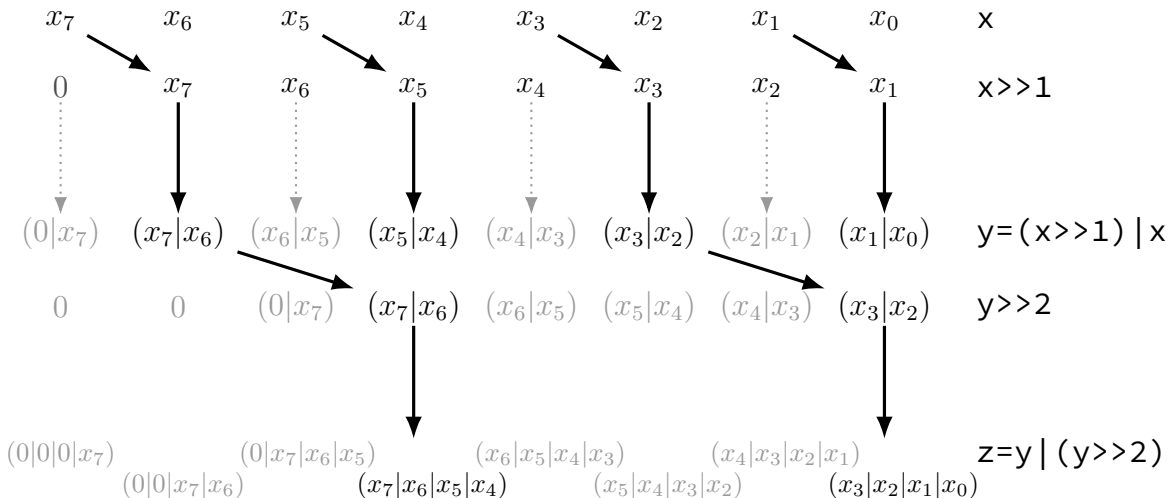 x₇ x₆ x₅ x₄ x₃ x₂ x₁ x₀ x
0 x₇ x₆ x₅ x₄ x₃ x₂ x₁ x>>1
(0|x₇) (x₇|x₆) (x₆|x₅) (x₅|x₄) (x₄|x₃) (x₃|x₂) (x₂|x₁) (x₁|x₀) y=(x>>1)|x
0 0 (0|x₇) (x₇|x₆) (x₆|x₅) (x₅|x₄) (x₄|x₃) (x₃|x₂) y>>2
(0|0|0|x₇) (0|x₇|x₆|x₅) (x₆|x₅|x₄|x₃) (x₄|x₃|x₂|x₁) z=y|(y>>2)
(0|0|x₇|x₆) (x₇|x₆|x₅|x₄) (x₅|x₄|x₃|x₂) (x₃|x₂|x₁|x₀)